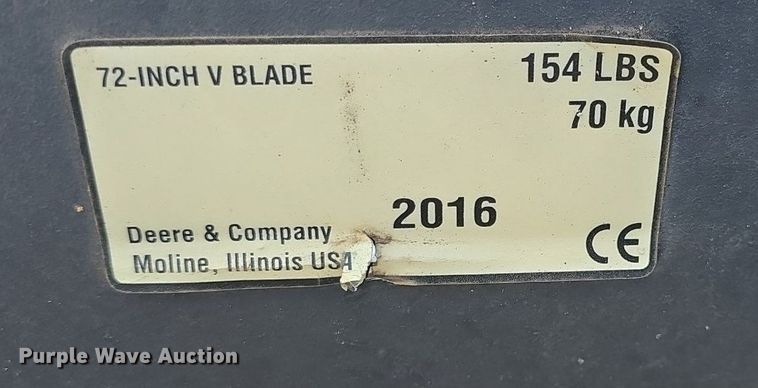 72-INCH V BLADE
154 LBS
70 kg
2016
Deere & Company
Moline, Illinois USA
CE
Purple Wave Auction